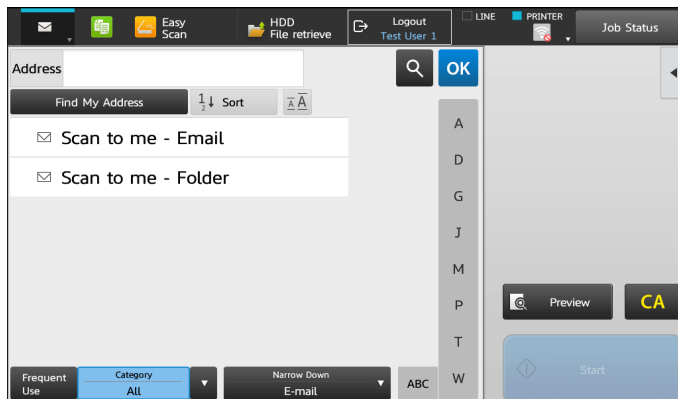 Easy
Scan
HDD
File retrieve
Logout
Test User 1
LINE
PRINTER
Job Status
Address
OK
Find My Address
1
2
Sort
A A
Scan to me - Email
Scan to me - Folder
A
D
G
J
M
P
T
W
Preview
CA
Start
Frequent
Use
Category
All
Narrow Down
E-mail
ABC